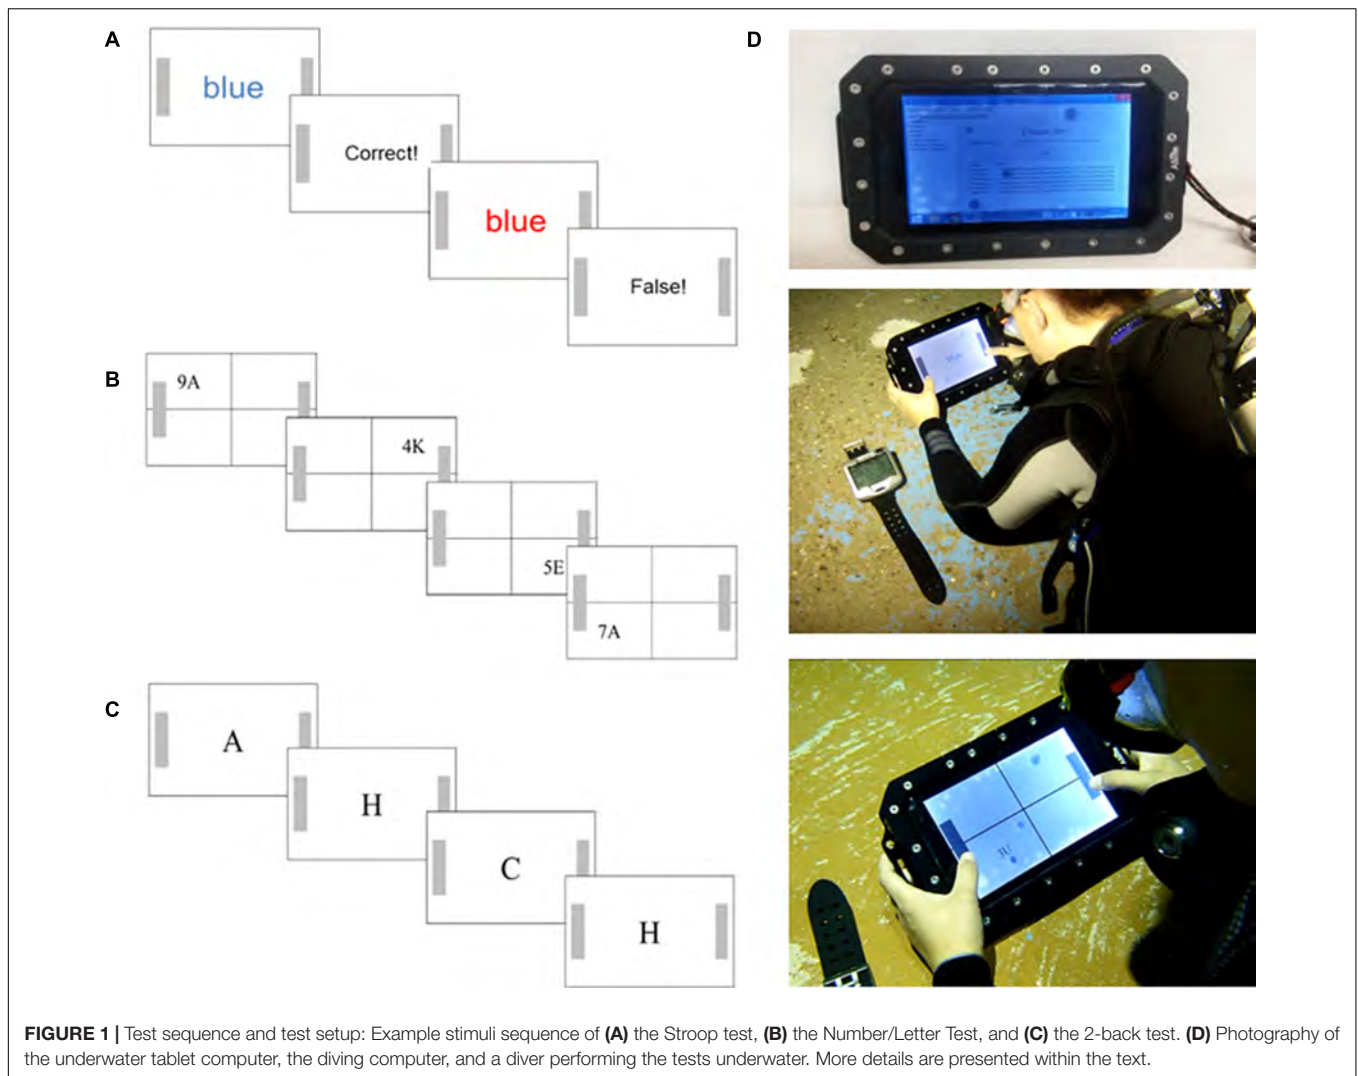 A
blue
Correct!
blue
False!
B
9A
4K
5E
7A
C
A
H
C
H
D
FIGURE 1 | Test sequence and test setup: Example stimuli sequence of (A) the Stroop test, (B) the Number/Letter Test, and (C) the 2-back test. (D) Photography of
the underwater tablet computer, the diving computer, and a diver performing the tests underwater. More details are presented within the text.